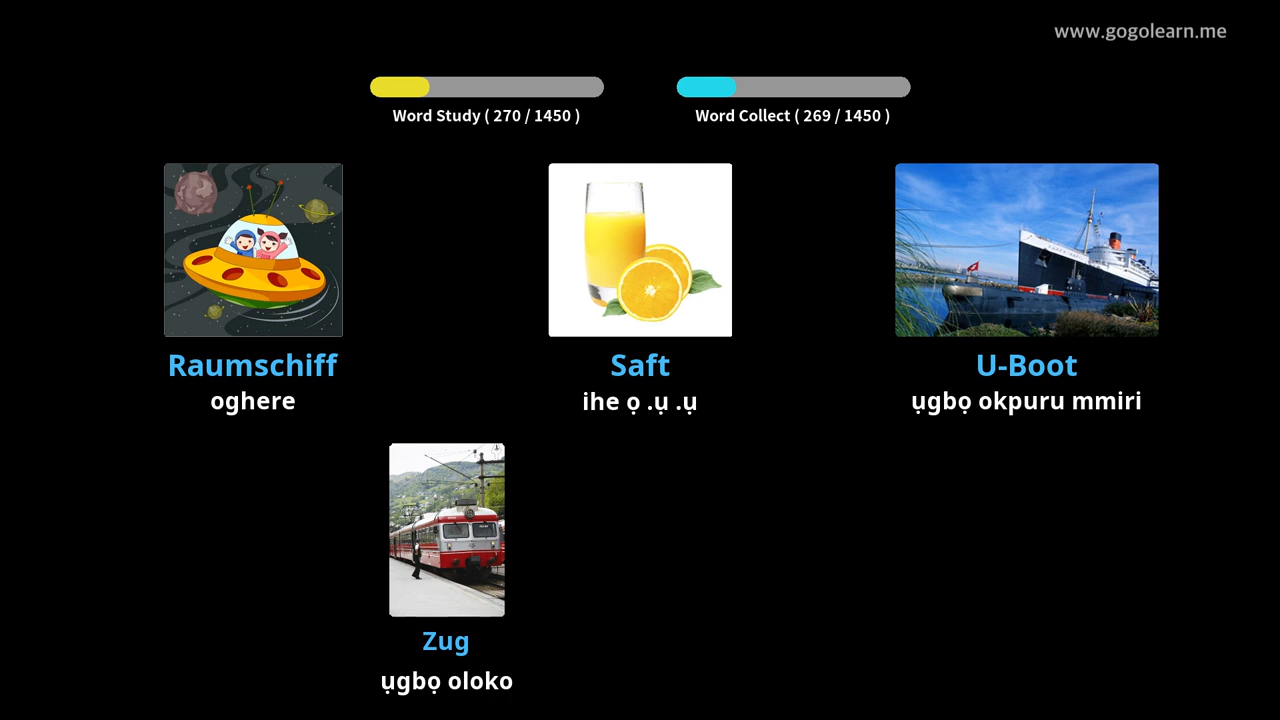 www.gogolearn.me
Word Study ( 270 / 1450 )
Word Collect ( 269 / 1450 )
Raumschiff
oghere
Saft
ihe ọ .ụ .ụ
U-Boot
ụgbọ okpuru mmiri
Zug
ụgbọ oloko